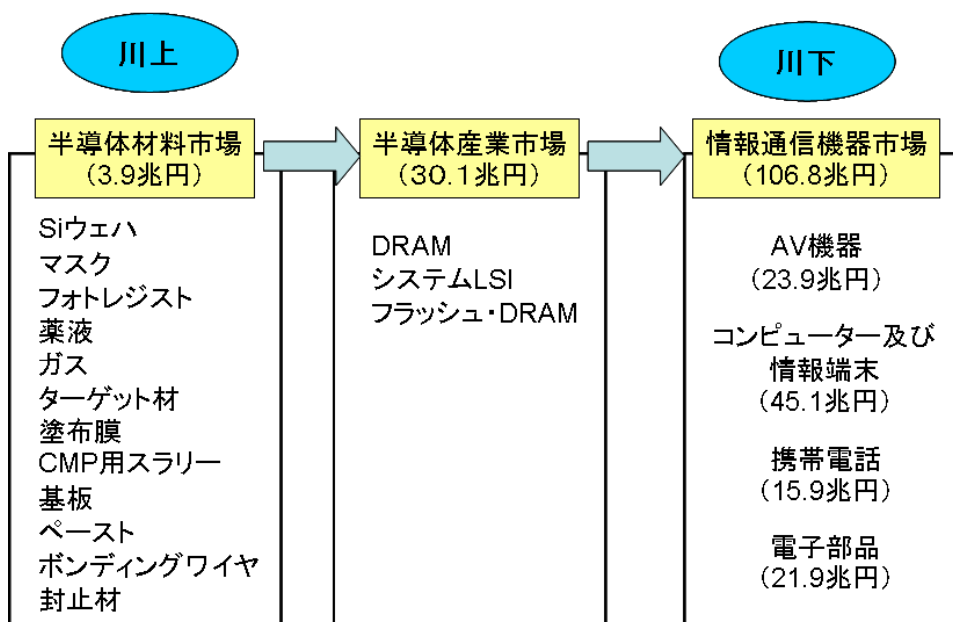 川上
川下
半導体材料市場
(3.9兆円)
Siウェハ
マスク
フォトレジスト
薬液
ガス
ターゲット材
塗布膜
CMP用スラリー
基板
ペースト
ボンディングワイヤ
封止材
半導体産業市場
(30.1兆円)
DRAM
システムLSI
フラッシュ・DRAM
情報通信機器市場
(106.8兆円)
AV機器
(23.9兆円)
コンピューター及び
情報端末
(45.1兆円)
携帯電話
(15.9兆円)
電子部品
(21.9兆円)